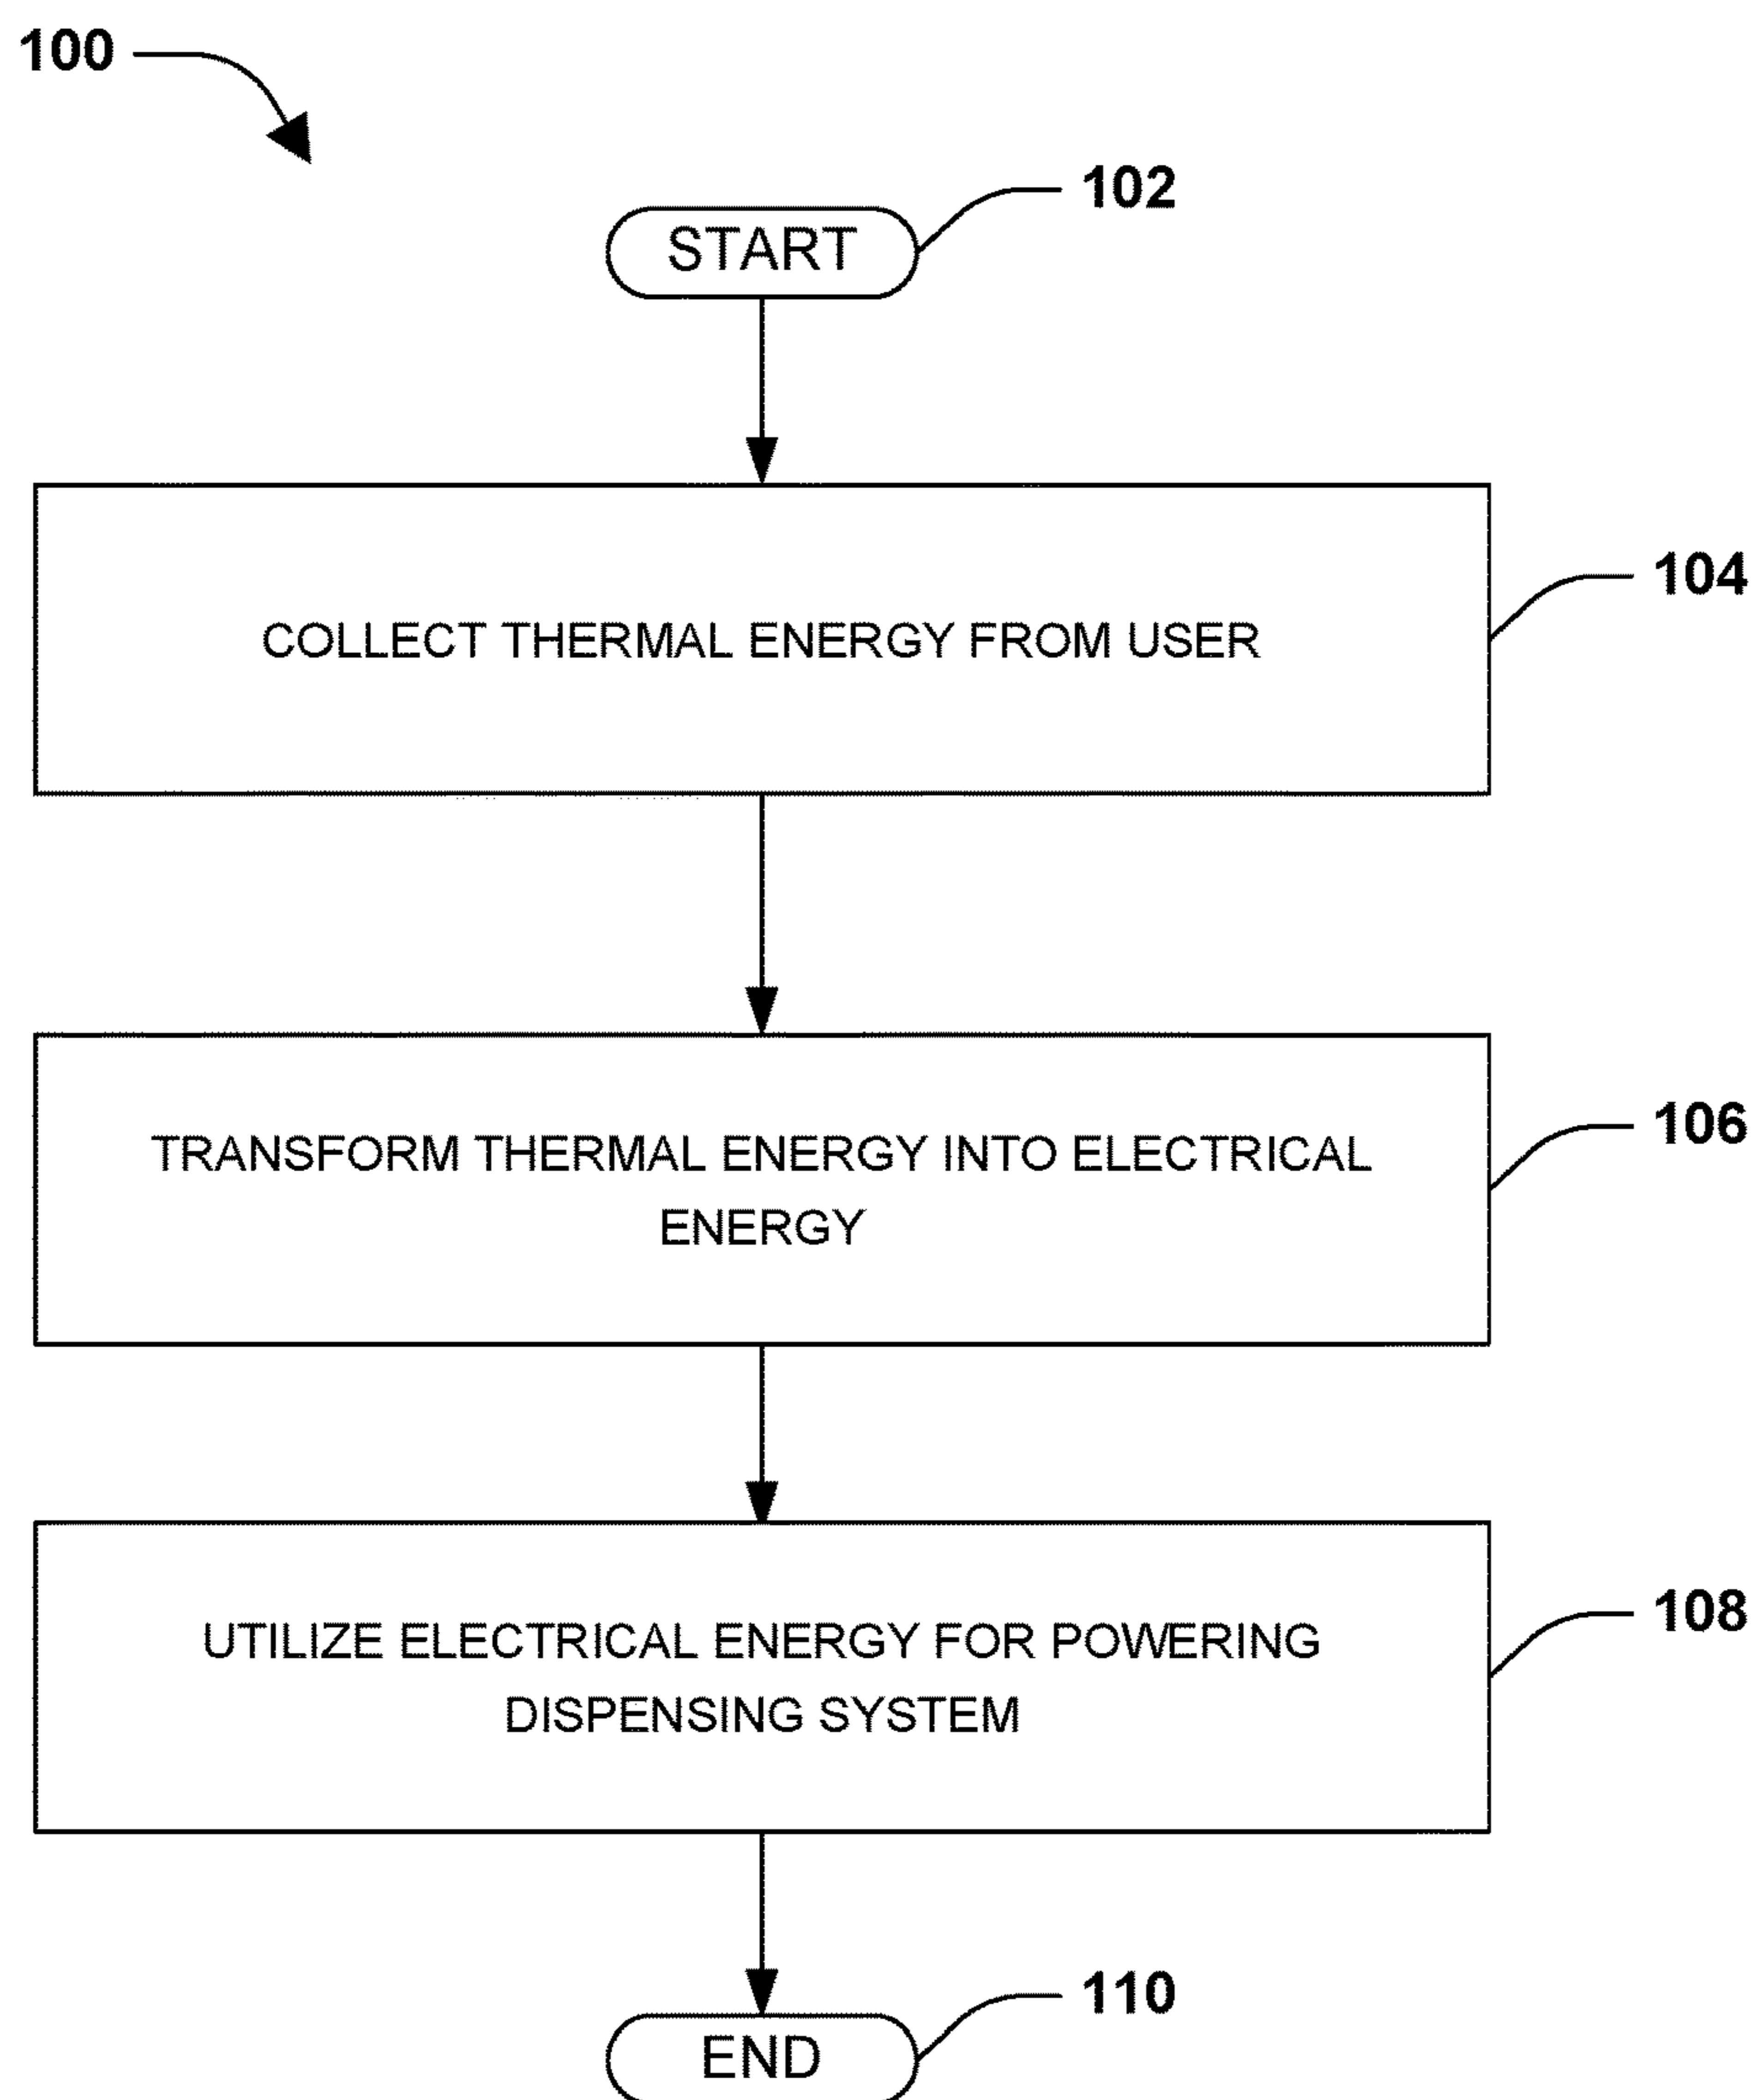 100
102
START
104
COLLECT THERMAL ENERGY FROM USER
106
TRANSFORM THERMAL ENERGY INTO ELECTRICAL
ENERGY
108
UTILIZE ELECTRICAL ENERGY FOR POWERING
DISPENSING SYSTEM
110
END